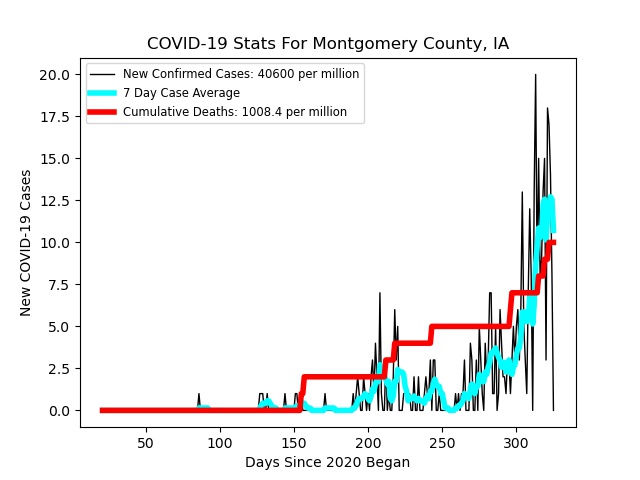 COVID-19 Stats For Montgomery County, IA
New Confirmed Cases: 40600 per million
7 Day Case Average
Cumulative Deaths: 1008.4 per million
New COVID-19 Cases
20.0
17.5
15.0
12.5
10.0
7.5
5.0
2.5
0.0
50 100 150 200 250 300
Days Since 2020 Began